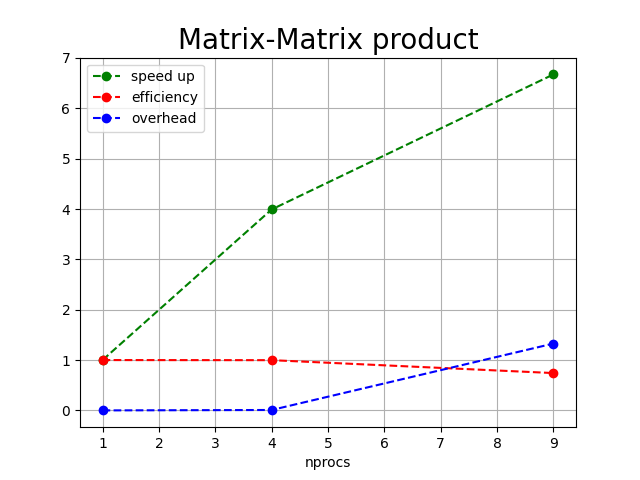 Matrix-Matrix product
7
6
5
4
3
2
1
0
speed up
efficiency
overhead
1 2 3 4 5 6 7 8 9
nprocs